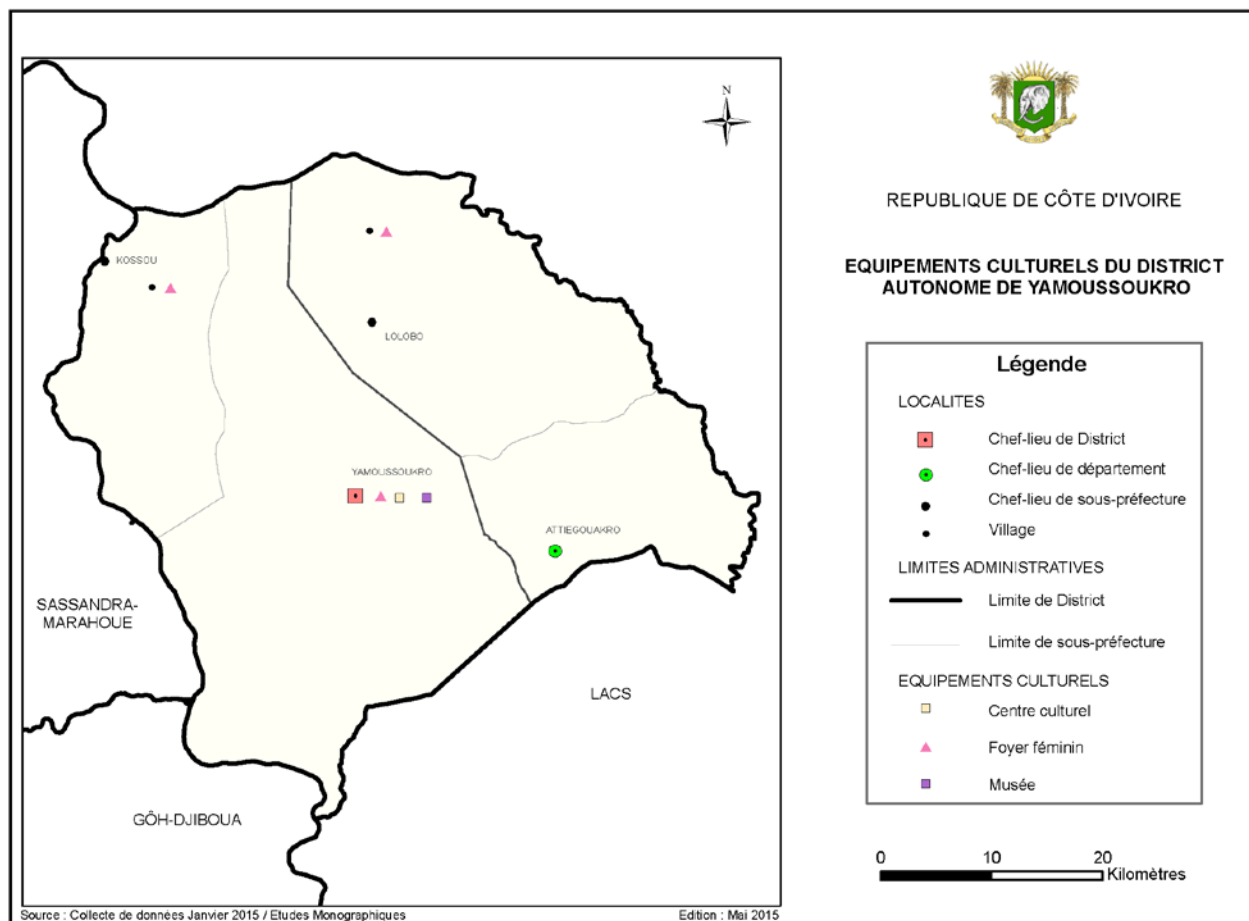 N
KOSSOU
LOLOBO
YAMOUSSOUKRO
ATTIEGOUAKRO
SASSANDRA-
MARAHOUE
LACS
GÔH-DJIBOUA
Source : Collecte de données Janvier 2015 / Etudes Monographiques
Edition : Mai 2015
REPUBLIQUE DE CÔTE D'IVOIRE
EQUIPEMENTS CULTURELS DU DISTRICT
AUTONOME DE YAMOUSSOUKRO
Légende
LOCALITES
Chef-lieu de District
Chef-lieu de département
Chef-lieu de sous-préfecture
Village
LIMITES ADMINISTRATIVES
Limite de District
Limite de sous-préfecture
EQUIPEMENTS CULTURELS
Centre culturel
Foyer féminin
Musée
0 10 20
Kilomètres